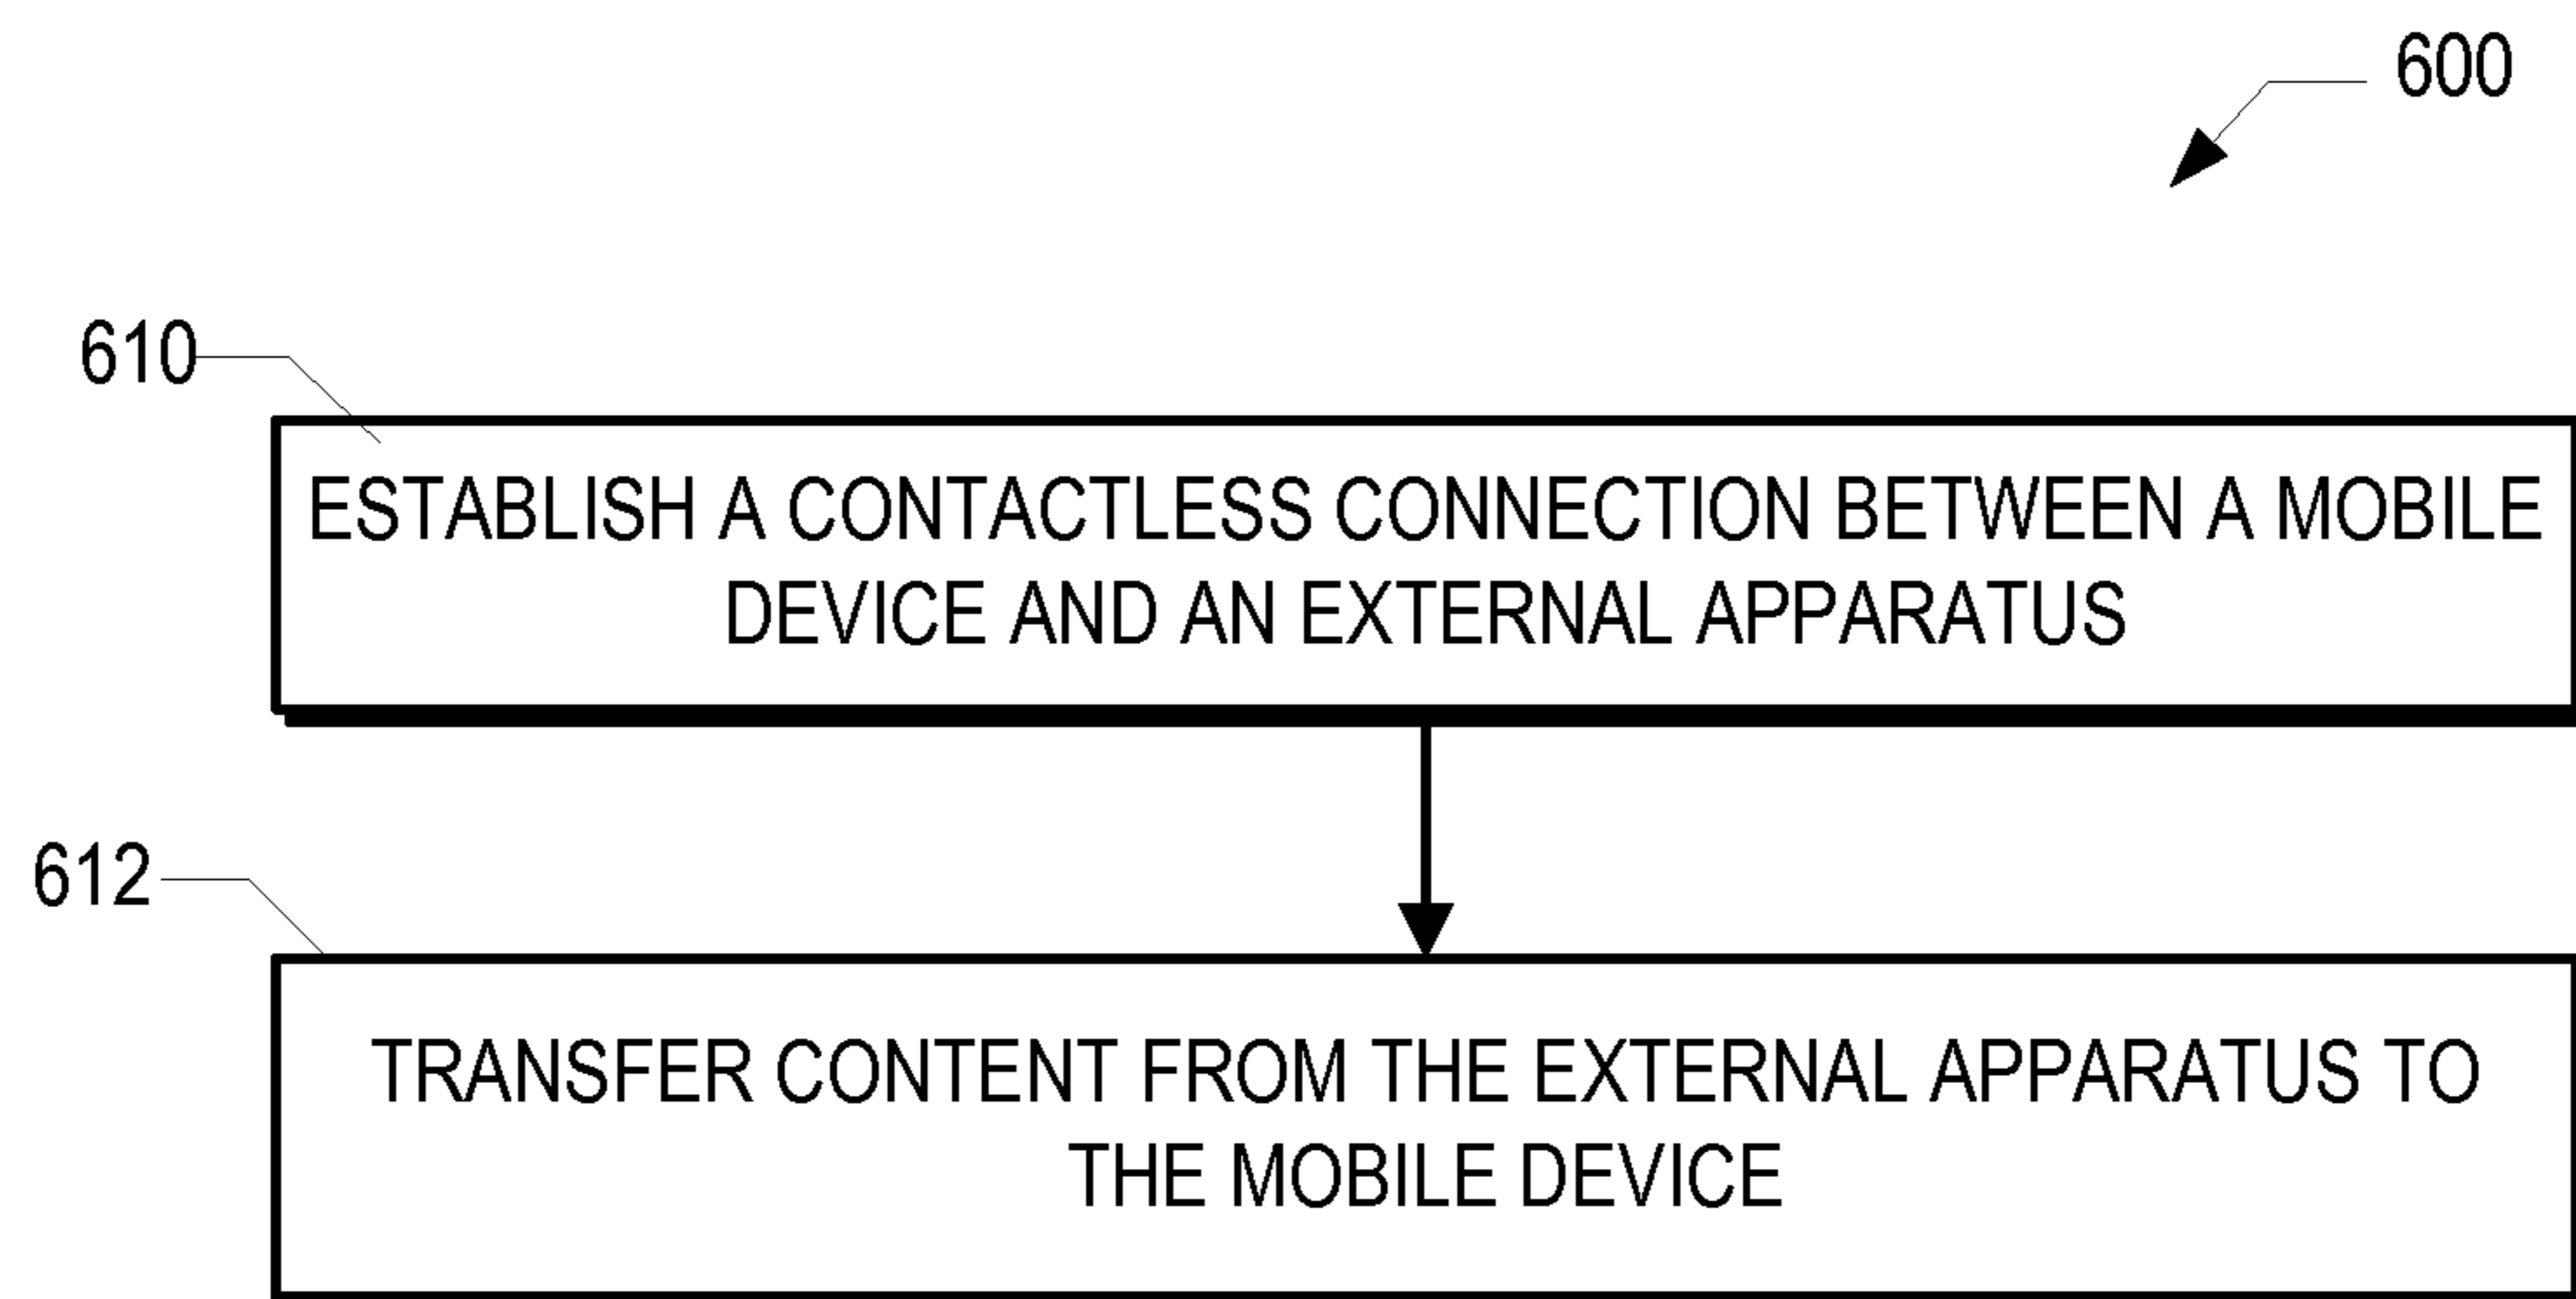 600
610
ESTABLISH A CONTACTLESS CONNECTION BETWEEN A MOBILE
DEVICE AND AN EXTERNAL APPARATUS
612
TRANSFER CONTENT FROM THE EXTERNAL APPARATUS TO
THE MOBILE DEVICE